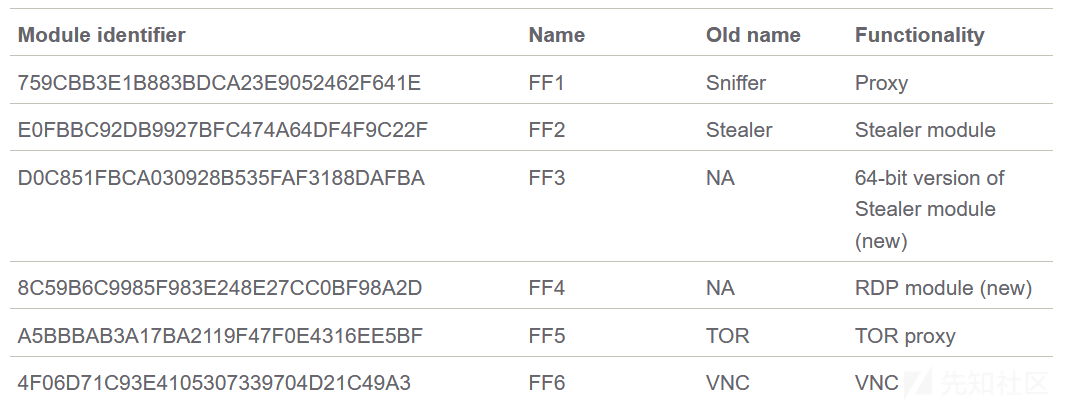 Module identifier Name Old name Functionality
759CBB3E1B883BDCA23E9052462F641E FF1 Sniffer Proxy
E0FBBC92DB9927BFC474A64DF4F9C22F FF2 Stealer Stealer module
D0C851FBCA030928B535FAF3188DAFBA FF3 NA 64-bit version of
Stealer module
(new)
8C59B6C9985F983E248E27CC0BF98A2D FF4 NA RDP module (new)
A5BBBAB3A17BA2119F47F0E4316EE5BF FF5 TOR TOR proxy
4F06D71C93E4105307339704D21C49A3 FF6 VNC VNC
先知社区